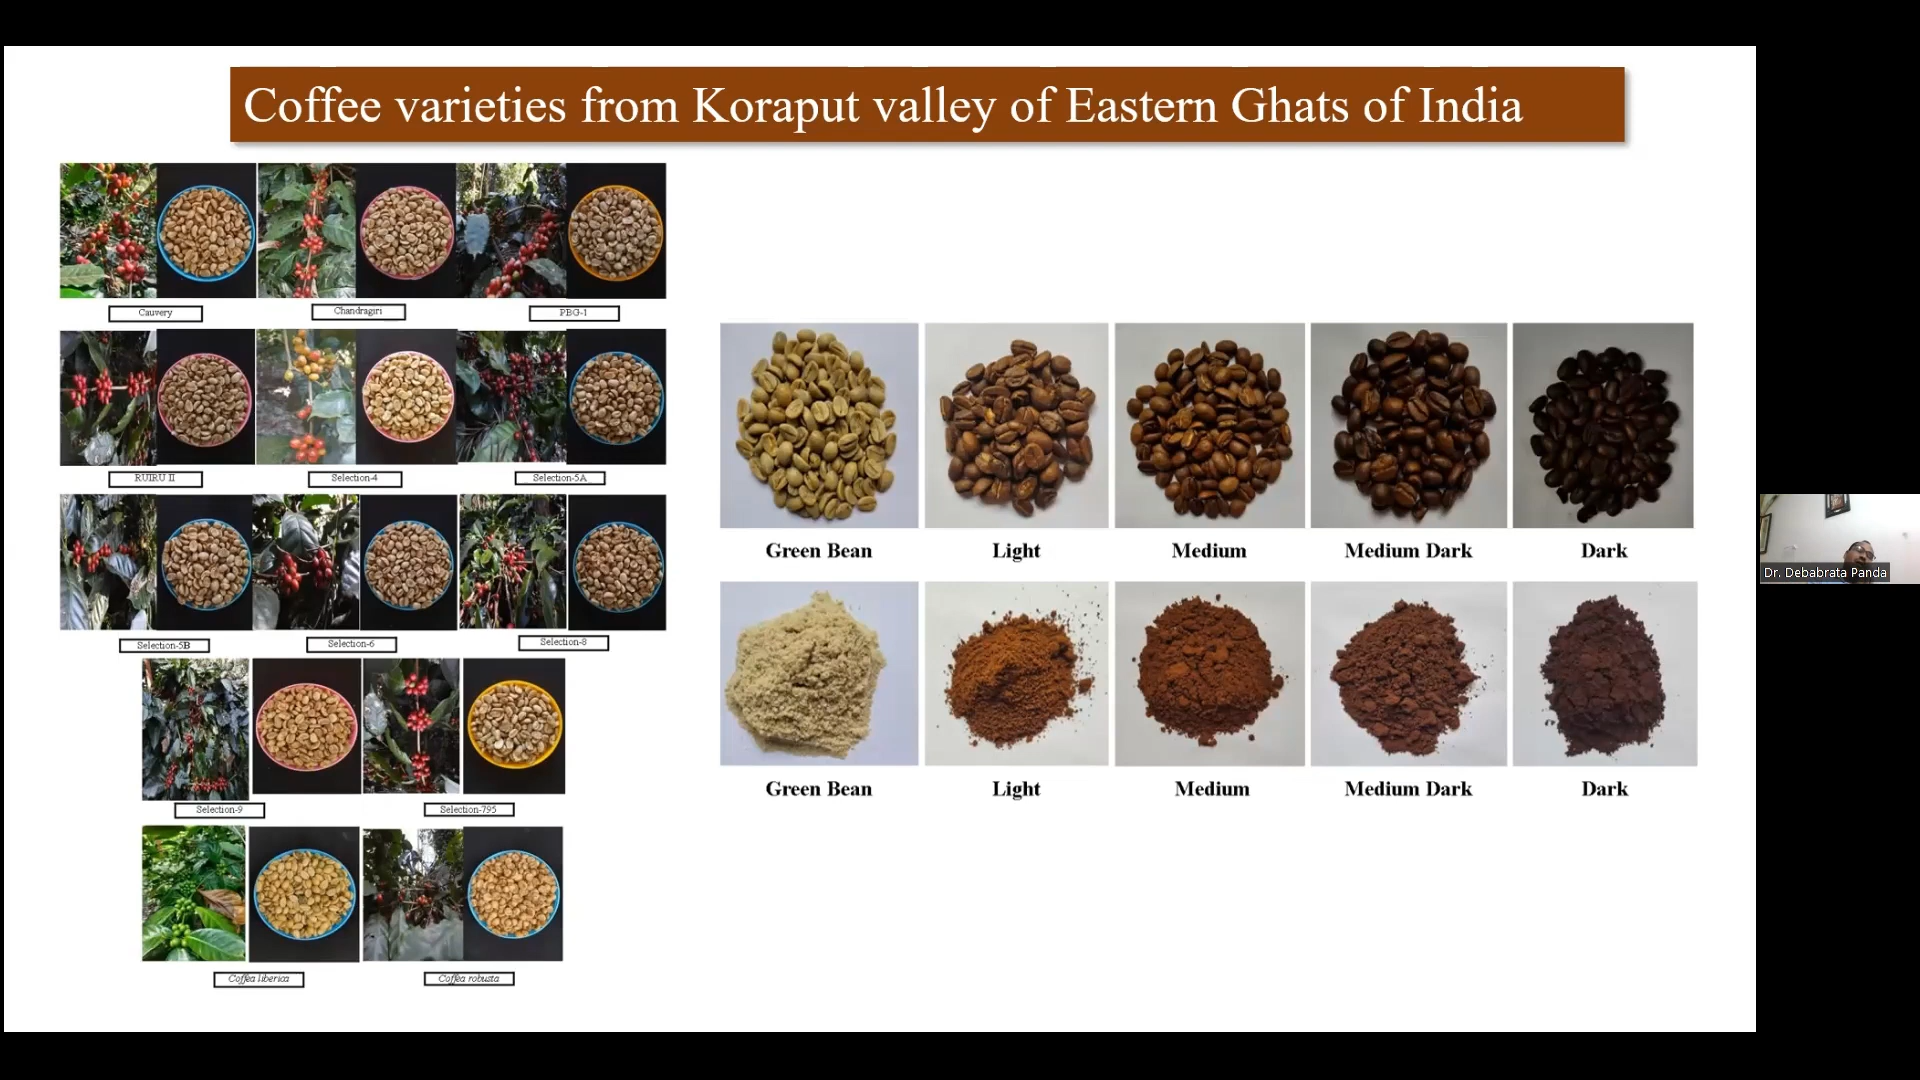 Coffee varieties from Koraput valley of Eastern Ghats of India
Cauvery
Chandragiri
PBG-1
RUIRU II
Selection-4
Selection-5A
Selection-5B
Selection-6
Selection-8
Selection-9
Selection-795
Coffea liberica
Coffea robusta
Green Bean
Light
Medium
Medium Dark
Dark
Green Bean
Light
Medium
Medium Dark
Dark
Dr. Debabrata Panda